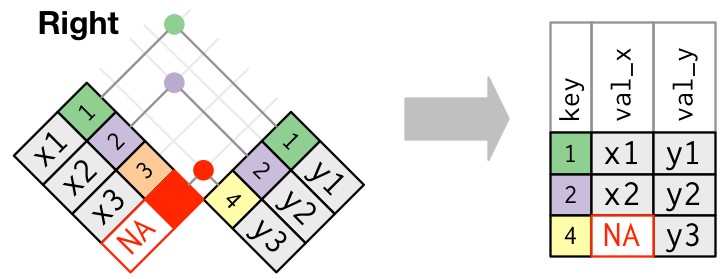 Right
1 x1
2 x2
3 x3
NA
1 y1
2 y2
4 y3
key val_x val_y
1 x1 y1
2 x2 y2
4 NA y3